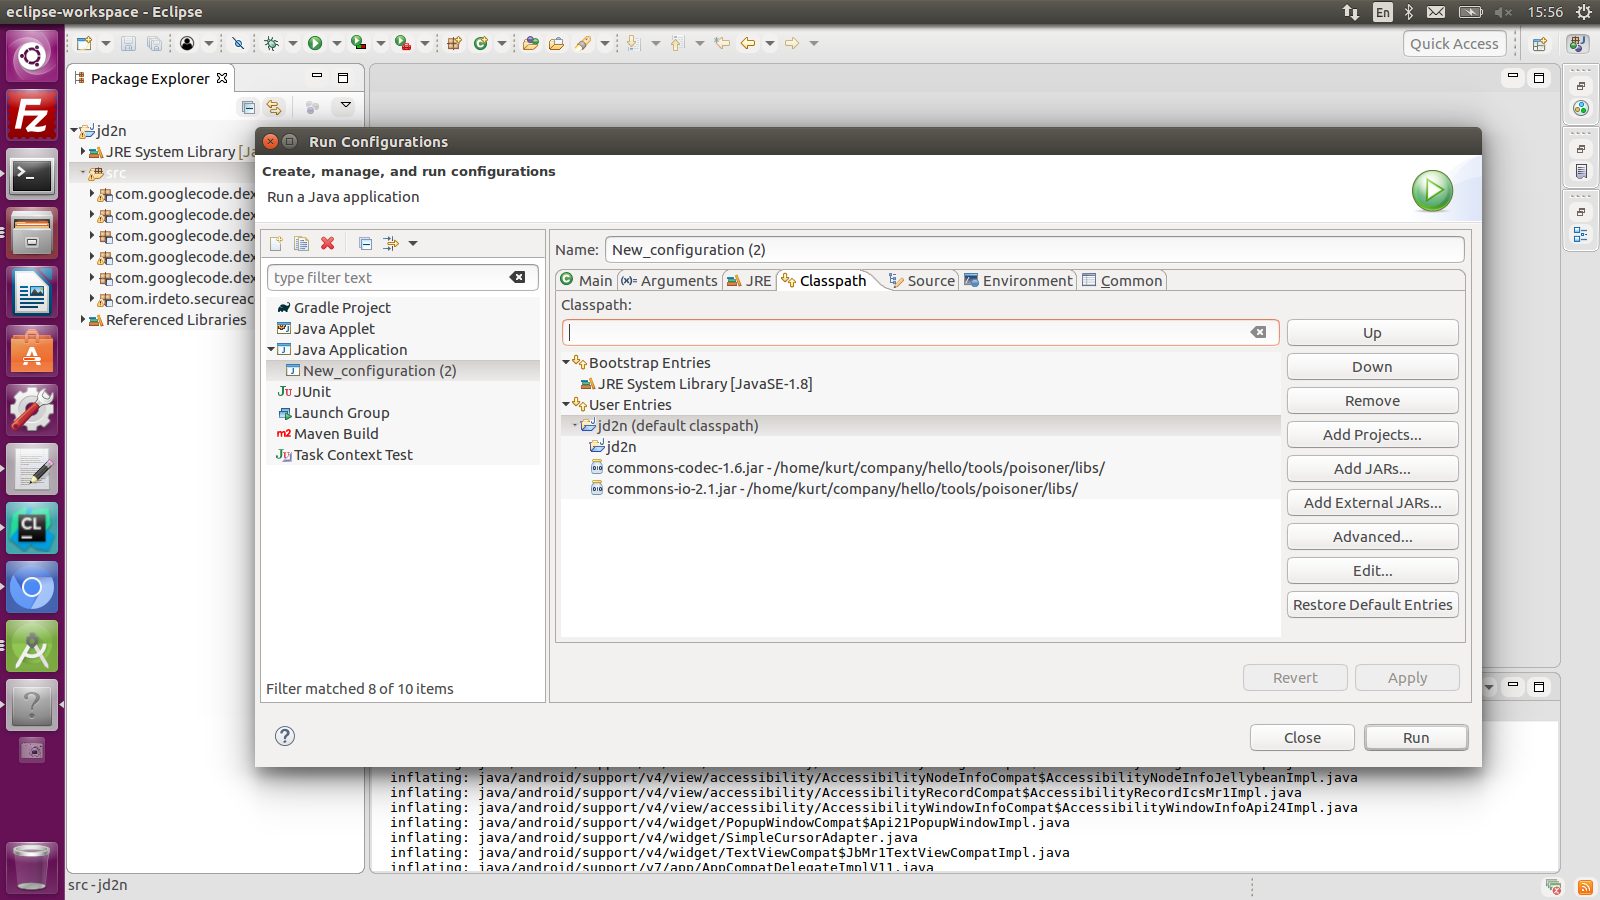 eclipse-workspace - Eclipse
En
15:56
Quick Access
Package Explorer
jd2n
JRE System Library [Ja
src
com.googlecode.dex
com.googlecode.dex
com.googlecode.dex
com.googlecode.dex
com.googlecode.dex
com.irdeto.secureac
Referenced Libraries
Run Configurations
Create, manage, and run configurations
Run a Java application
type filter text
Gradle Project
Java Applet
Java Application
New_configuration (2)
JUnit
Launch Group
Maven Build
Task Context Test
Filter matched 8 of 10 items
Name: New_configuration (2)
Main Arguments JRE Classpath Source Environment Common
Classpath:
Bootstrap Entries
JRE System Library [JavaSE-1.8]
User Entries
jd2n (default classpath)
jd2n
commons-codec-1.6.jar - /home/kurt/company/hello/tools/poisoner/libs/
commons-io-2.1.jar - /home/kurt/company/hello/tools/poisoner/libs/
Up
Down
Remove
Add Projects...
Add JARs...
Add External JARs...
Advanced...
Edit...
Restore Default Entries
Revert
Apply
Close
Run
inflating: java/android/support/v4/view/accessibility/AccessibilityNodeInfoCompat$AccessibilityNodeInfoJellybeanImpl.java
inflating: java/android/support/v4/view/accessibility/AccessibilityRecordCompat$AccessibilityRecordIcsMr1Impl.java
inflating: java/android/support/v4/view/accessibility/AccessibilityWindowInfoCompat$AccessibilityWindowInfoApi24Impl.java
inflating: java/android/support/v4/widget/PopupWindowCompat$Api21PopupWindowImpl.java
inflating: java/android/support/v4/widget/SimpleCursorAdapter.java
inflating: java/android/support/v4/widget/TextViewCompat$JbMr1TextViewCompatImpl.java
inflating: java/android/support/v7/app/AppCompatDelegateImplV11.java
src - jd2n